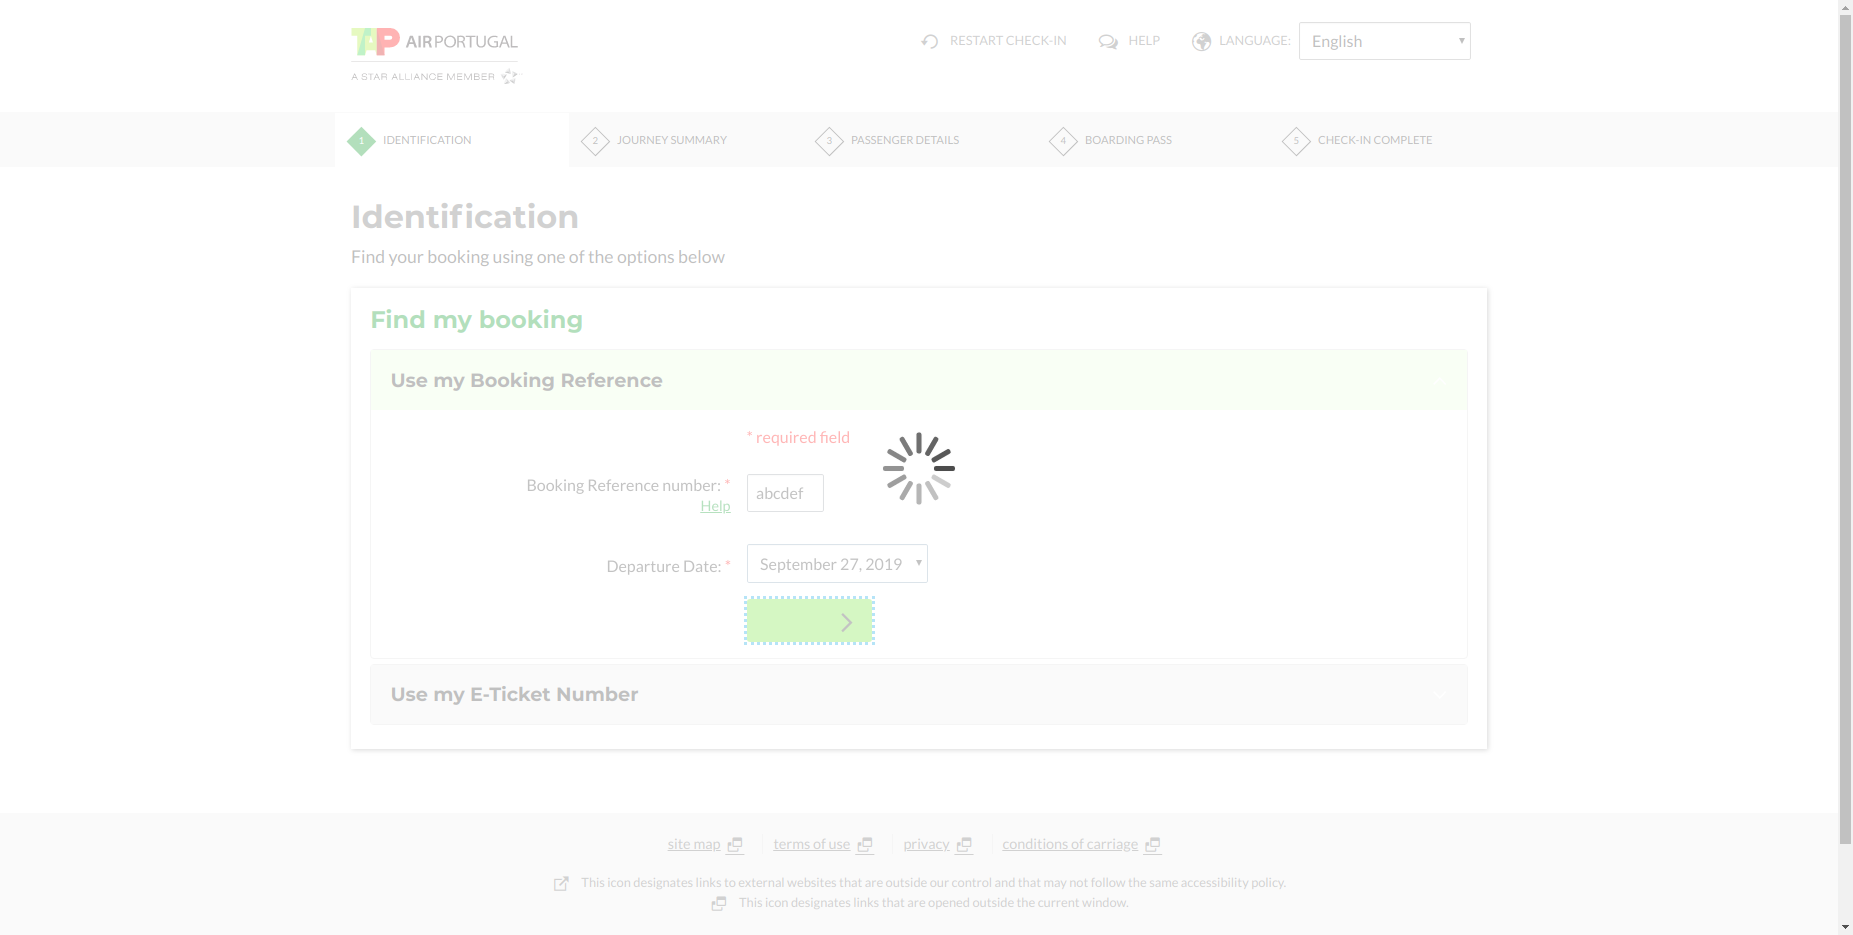 TAP AIRPORTUGAL
A STAR ALLIANCE MEMBER
RESTART CHECK-IN
HELP
LANGUAGE:
English
1 IDENTIFICATION
2 JOURNEY SUMMARY
3 PASSENGER DETAILS
4 BOARDING PASS
5 CHECK-IN COMPLETE
Identification
Find your booking using one of the options below
Find my booking
Use my Booking Reference
* required field
Booking Reference number: *
Help
abcdef
Departure Date: *
September 27, 2019
Use my E-Ticket Number
site map
terms of use
privacy
conditions of carriage
This icon designates links to external websites that are outside our control and that may not follow the same accessibility policy.
This icon designates links that are opened outside the current window.